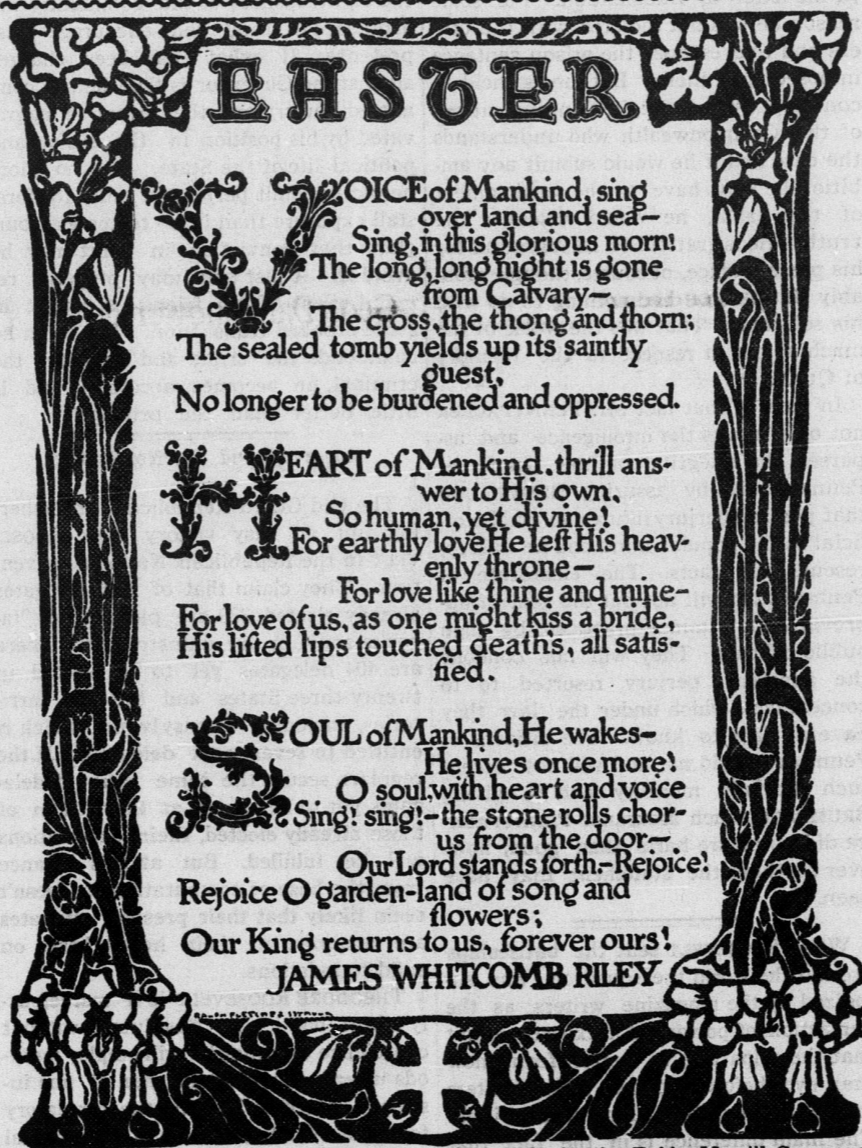 EASTER
VOICE of Mankind, sing
over land and sea—
Sing, in this glorious morn!
The long, long night is gone
from Calvary—
The cross, the thong and thorn;
The sealed tomb yields up its saintly
guest,
No longer to be burdened and oppressed.
HEART of Mankind, thrill ans-
wer to His own,
So human, yet divine!
For earthly love He left His heav-
enly throne—
For love like thine and mine—
For love of us, as one might kiss a bride,
His lifted lips touched death's, all satis-
fied.
SOUL of Mankind, He wakes—
He lives once more!
O soul, with heart and voice
Sing! sing!—the stone rolls chor-
us from the door—
Our Lord stands forth.—Rejoice!
Rejoice O garden-land of song and
flowers;
Our King returns to us, forever ours!
JAMES WHITCOMB RILEY